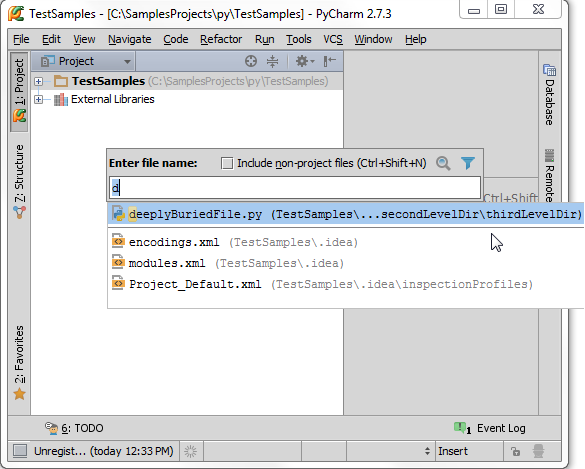 TestSamples - [C:\SamplesProjects\py\TestSamples] - PyCharm 2.7.3
File Edit View Navigate Code Refactor Run Tools VCS Window Help
1: Project
Project
TestSamples (C:\SamplesProjects\py\TestSamples)
External Libraries
Database
Enter file name: Include non-project files (Ctrl+Shift+N)
d
Z: Structure
Remote
Ctrl+Shift+
deeplyBuriedFile.py (TestSamples\...secondLevelDir\thirdLevelDir)
encodings.xml (TestSamples\.idea)
modules.xml (TestSamples\.idea)
Project_Default.xml (TestSamples\.idea\inspectionProfiles)
2: Favorites
6: TODO
1 Event Log
Unregist... (today 12:33 PM) Insert